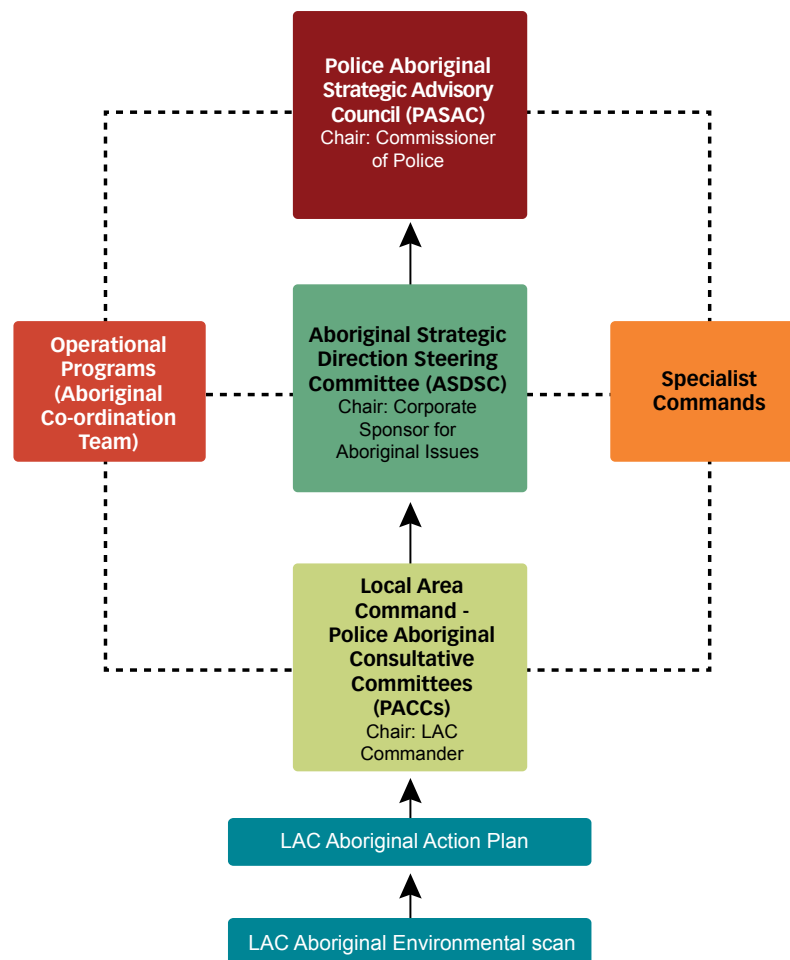 Police Aboriginal
Strategic Advisory
Council (PASAC)
Chair: Commissioner
of Police
Operational
Programs
(Aboriginal
Co-ordination
Team)
Aboriginal Strategic
Direction Steering
Committee (ASDSC)
Chair: Corporate
Sponsor for
Aboriginal Issues
Specialist
Commands
Local Area
Command -
Police Aboriginal
Consultative
Committees
(PACCs)
Chair: LAC
Commander
LAC Aboriginal Action Plan
LAC Aboriginal Environmental scan